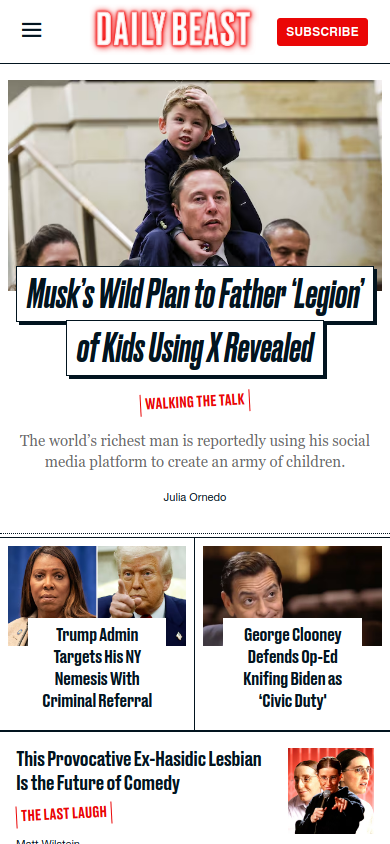 DAILY BEAST
SUBSCRIBE
Musk's Wild Plan to Father 'Legion'
of Kids Using X Revealed
WALKING THE TALK
The world's richest man is reportedly using his social
media platform to create an army of children.
Julia Ornedo
Trump Admin
Targets His NY
Nemesis With
Criminal Referral
George Clooney
Defends Op-Ed
Knifing Biden as
'Civic Duty'
This Provocative Ex-Hasidic Lesbian
Is the Future of Comedy
THE LAST LAUGH
Matt Wilstein